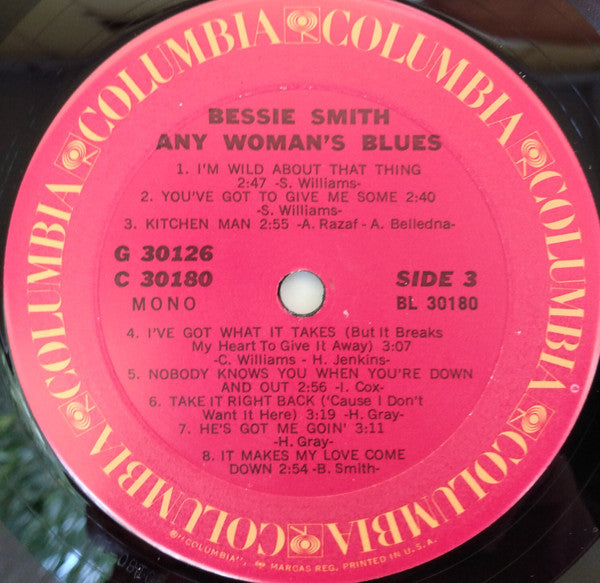 COLUMBIA COLUMBIA COLUMBIA COLUMBIA COLUMBIA COLUMBIA
BESSIE SMITH
ANY WOMAN'S BLUES
1. I'M WILD ABOUT THAT THING
2:47 -S. Williams-
2. YOU'VE GOT TO GIVE ME SOME 2:40
-S. Williams-
3. KITCHEN MAN 2:55 -A. Razaf - A. Belledna-
G 30126
C 30180
MONO
SIDE 3
BL 30180
4. I'VE GOT WHAT IT TAKES (But It Breaks
My Heart To Give It Away) 3:07
-C. Williams - H. Jenkins-
5. NOBODY KNOWS YOU WHEN YOU'RE DOWN
AND OUT 2:56 -I. Cox-
6. TAKE IT RIGHT BACK ('Cause I Don't
Want It Here) 3:19 -H. Gray-
7. HE'S GOT ME GOIN' 3:11
-H. Gray-
8. IT MAKES MY LOVE COME
DOWN 2:54 -B. Smith-
"COLUMBIA", MARCAS REG. PRINTED IN U.S.A.